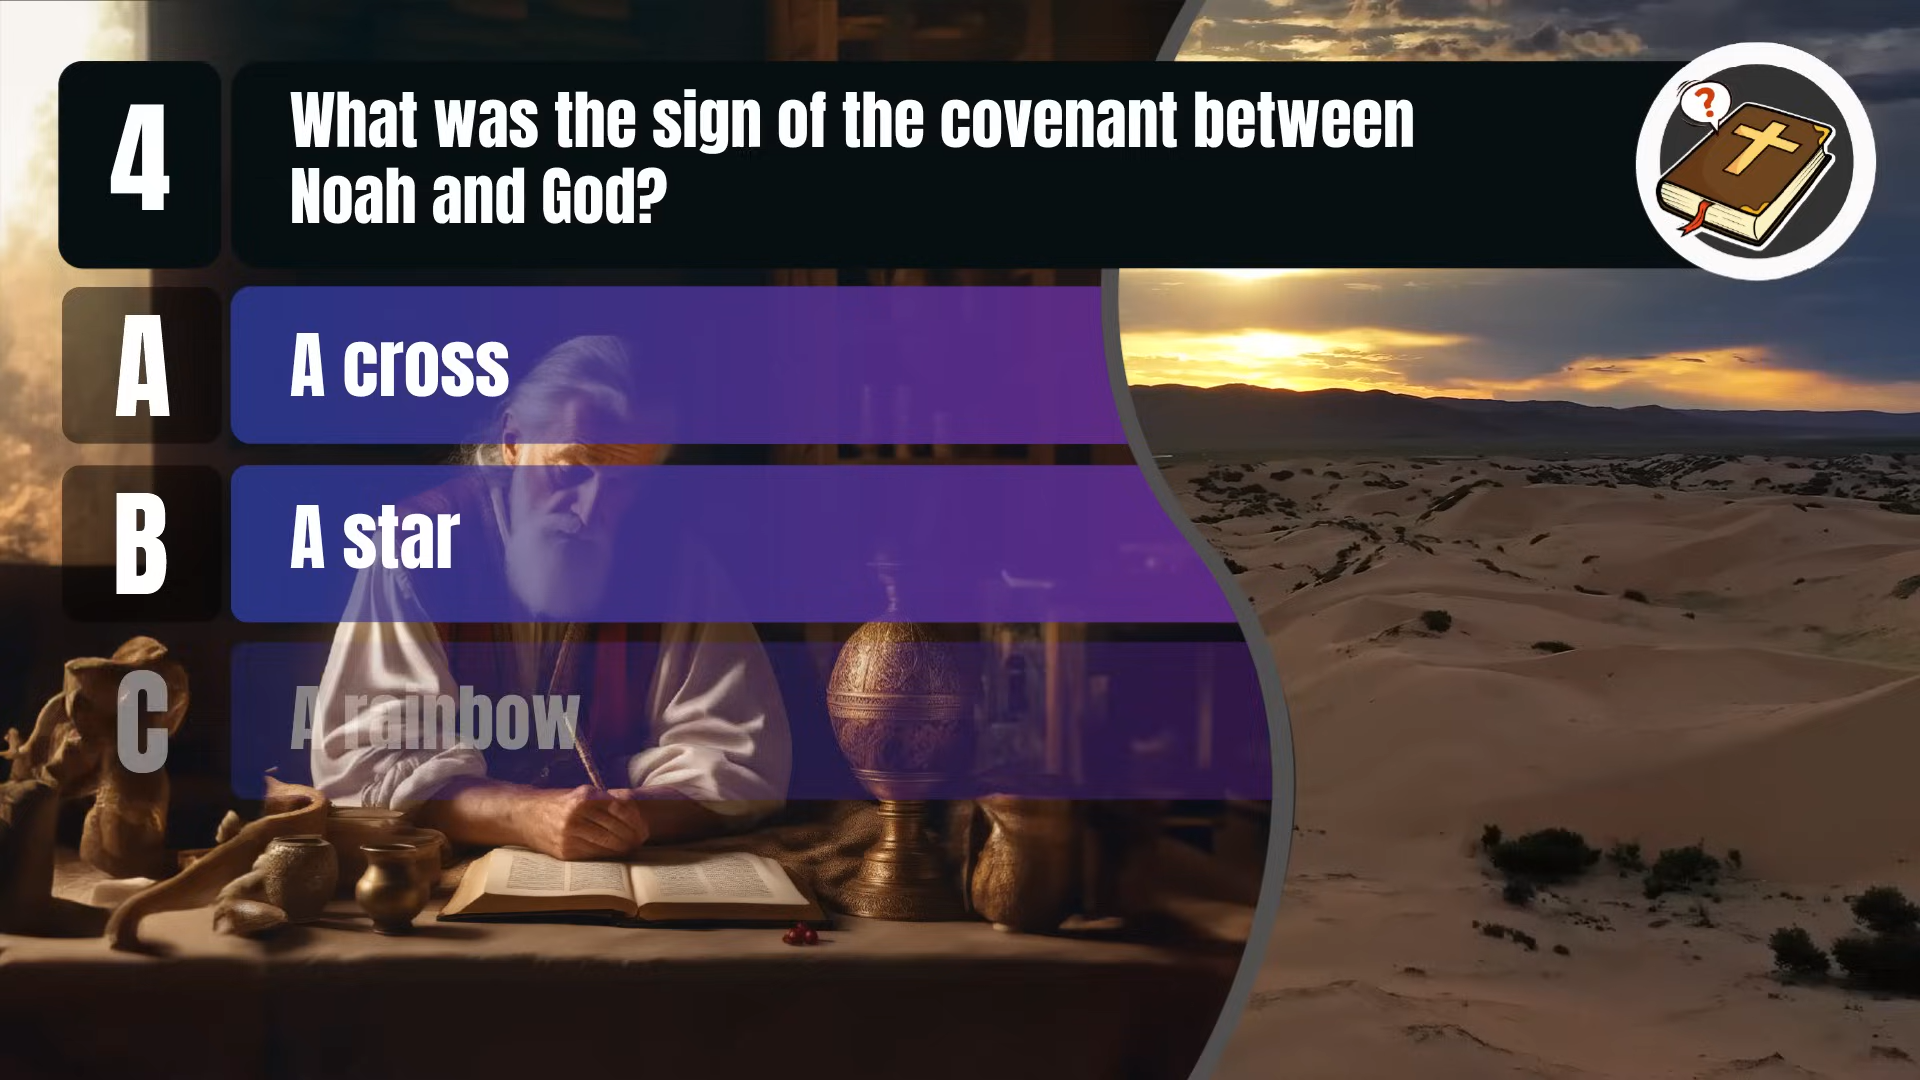 4
What was the sign of the covenant between
Noah and God?
A
A cross
B
A star
C
A rainbow
?